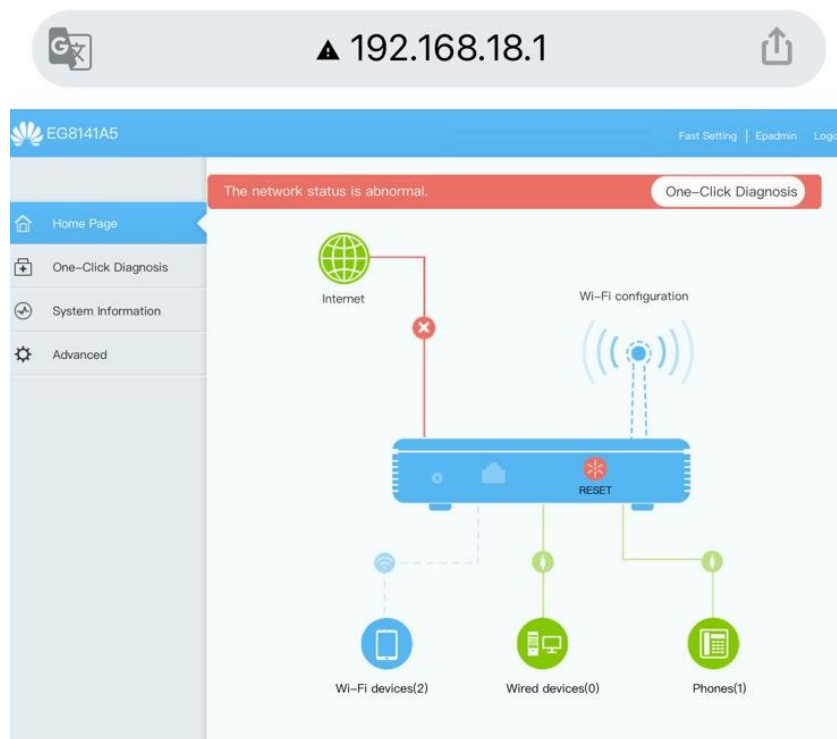 192.168.18.1
EG8141A5
Fast Setting | Epadmin
The network status is abnormal.
One-Click Diagnosis
Home Page
One-Click Diagnosis
System Information
Advanced
Internet
Wi-Fi configuration
RESET
Wi-Fi devices(2)
Wired devices(0)
Phones(1)